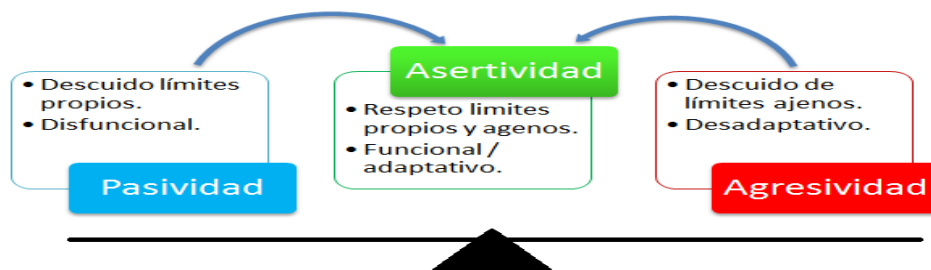 • Descuido límites
propios.
• Disfuncional.
Pasividad
Asertividad
• Respeto limites
propios y agenos.
• Funcional /
adaptativo.
• Descuido de
límites ajenos.
• Desadaptativo.
Agresividad